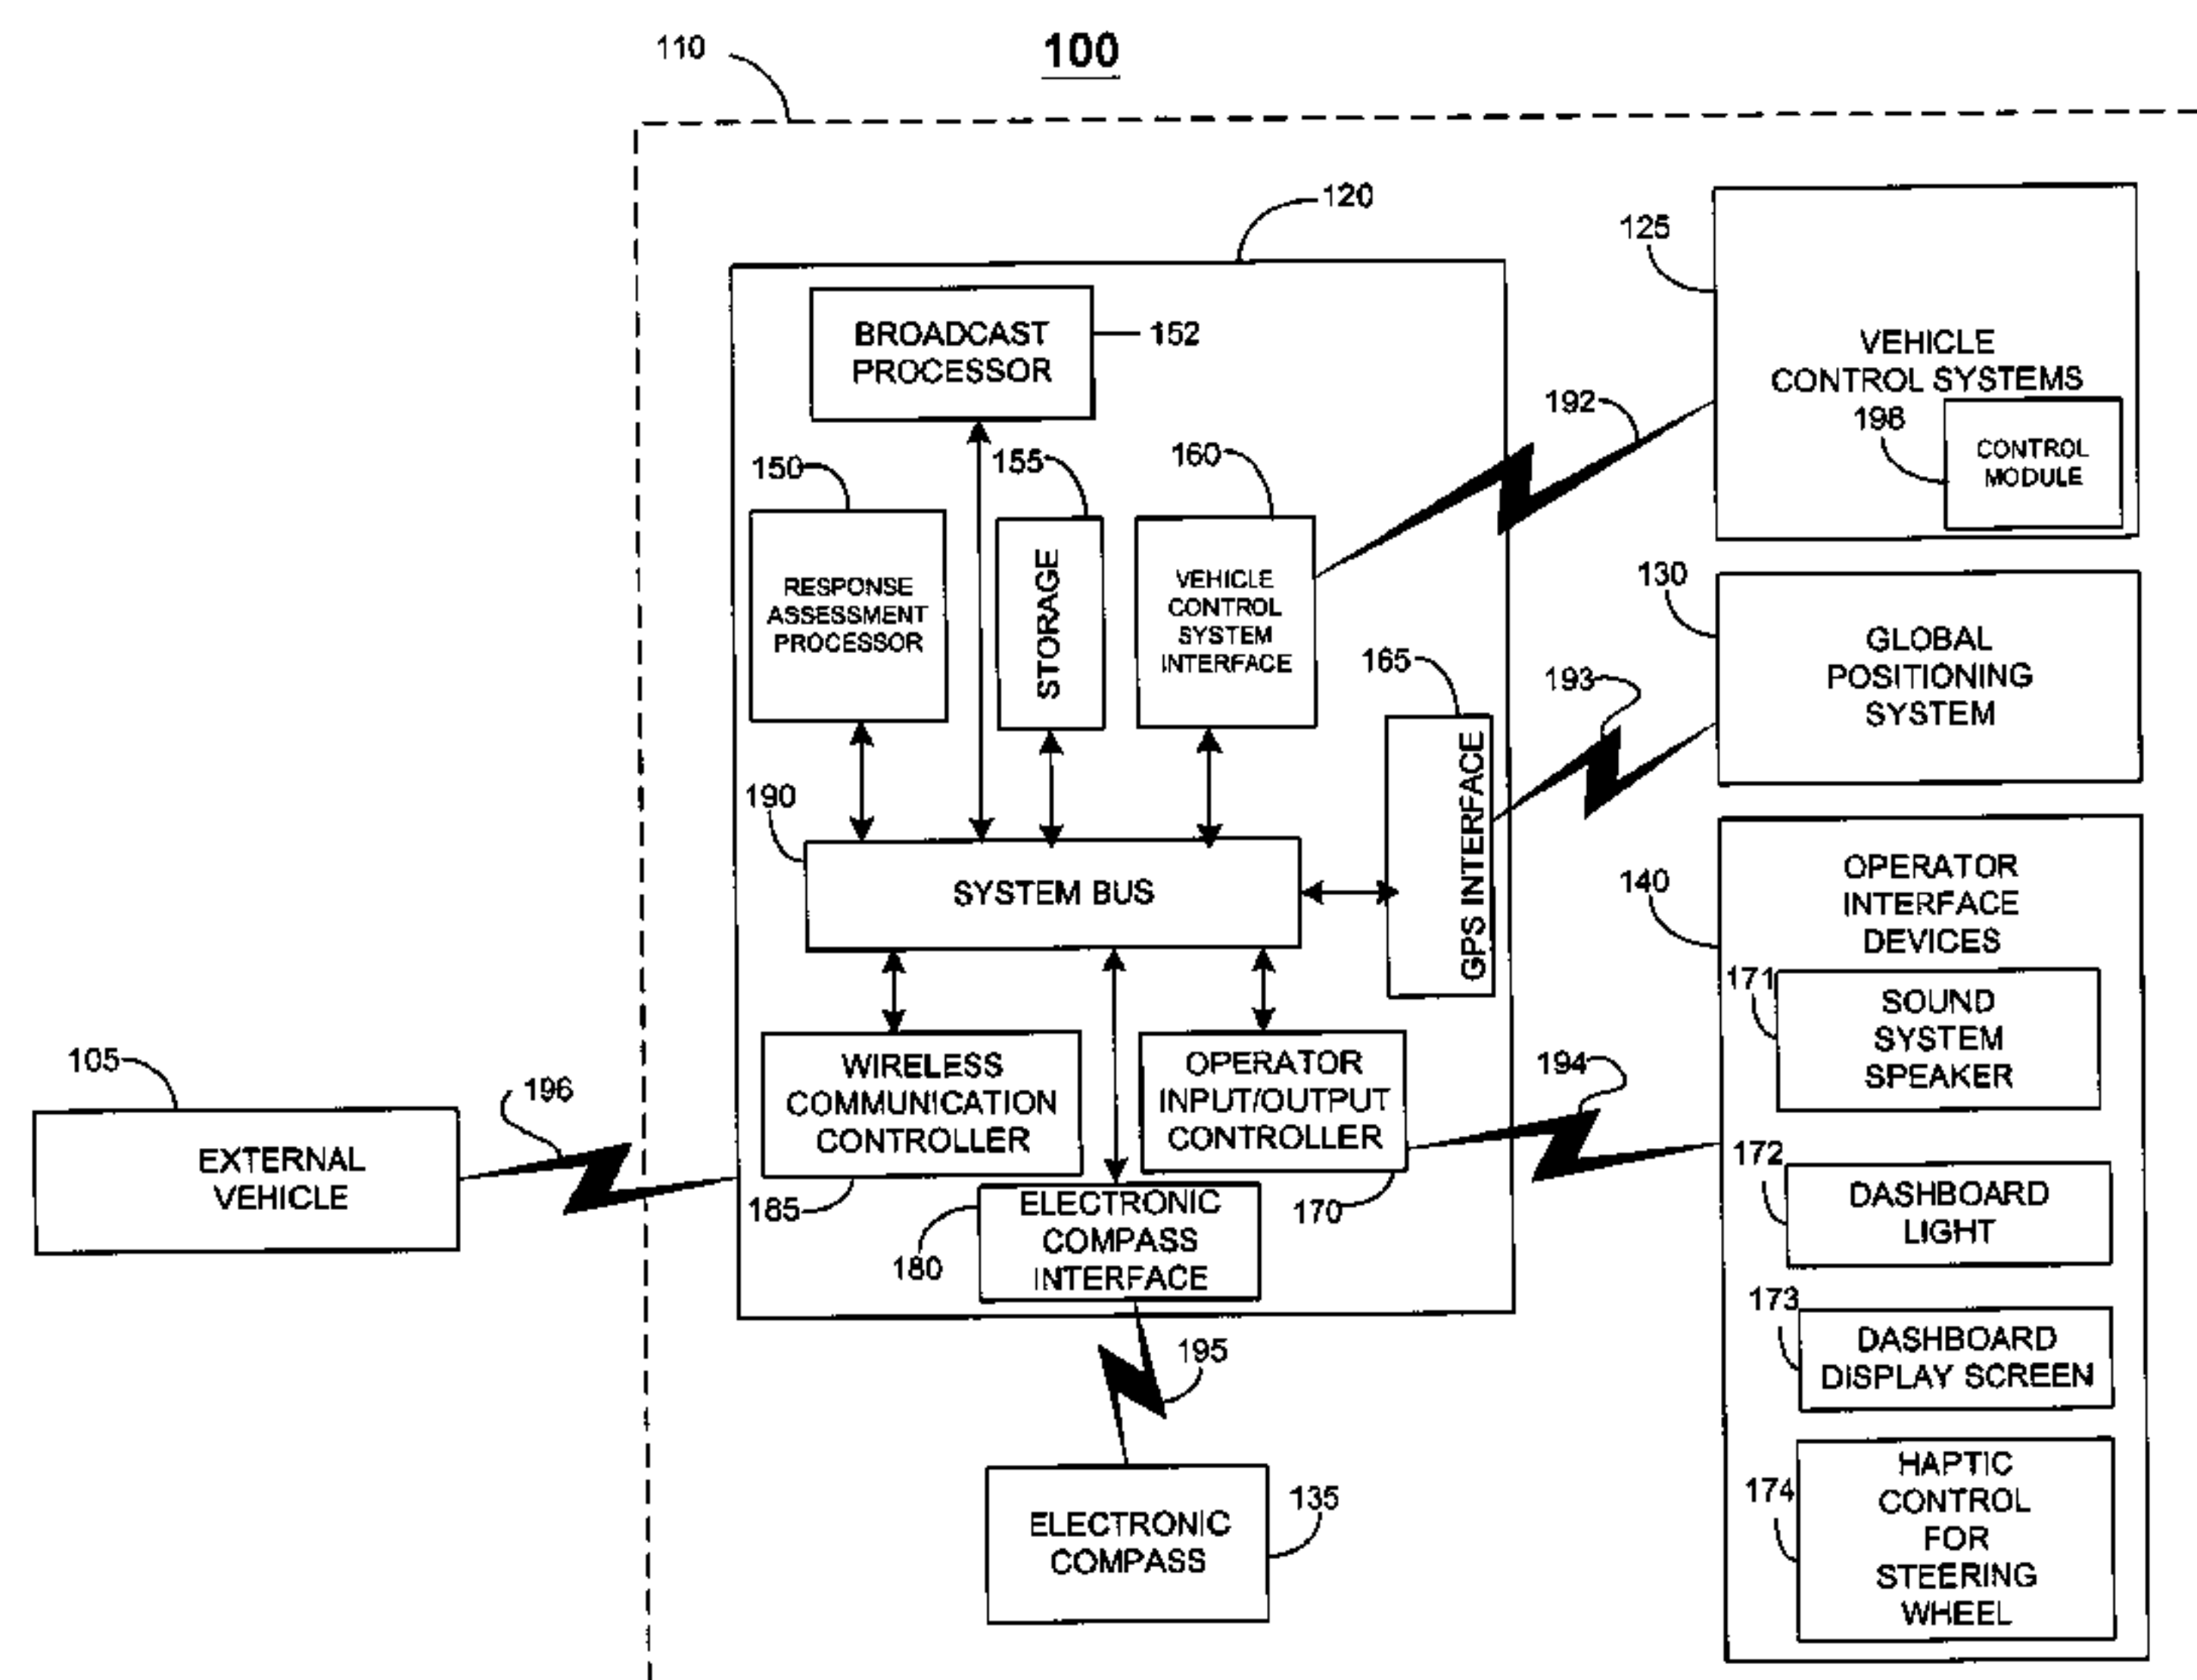 110
100
120
125
BROADCAST
PROCESSOR
152
VEHICLE
CONTROL SYSTEMS
192
198
CONTROL
MODULE
150
155
160
RESPONSE
ASSESSMENT
PROCESSOR
STORAGE
VEHICLE
CONTROL
SYSTEM
INTERFACE
130
GLOBAL
POSITIONING
SYSTEM
165
193
GPS INTERFACE
190
SYSTEM BUS
140
OPERATOR
INTERFACE
DEVICES
171
SOUND
SYSTEM
SPEAKER
105
196
EXTERNAL
VEHICLE
WIRELESS
COMMUNICATION
CONTROLLER
185
OPERATOR
INPUT/OUTPUT
CONTROLLER
170
194
172
DASHBOARD
LIGHT
180
ELECTRONIC
COMPASS
INTERFACE
173
DASHBOARD
DISPLAY SCREEN
195
174
HAPTIC
CONTROL
FOR
STEERING
WHEEL
135
ELECTRONIC
COMPASS